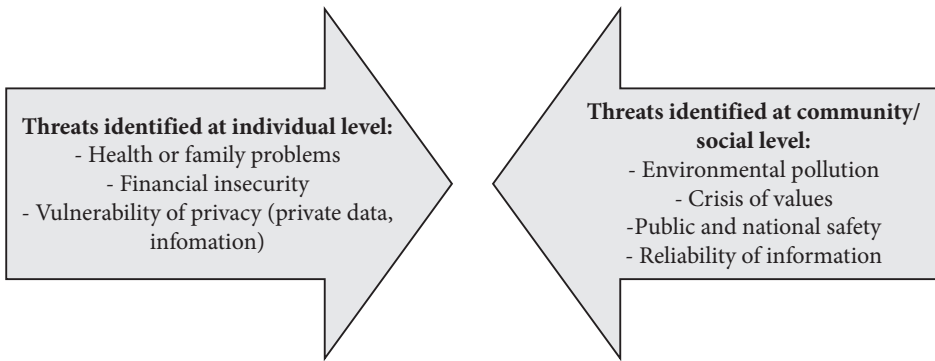 Threats identified at individual level:
- Health or family problems
- Financial insecurity
- Vulnerability of privacy (private data,
infomation)
Threats identified at community/
social level:
- Environmental pollution
- Crisis of values
-Public and national safety
- Reliability of information